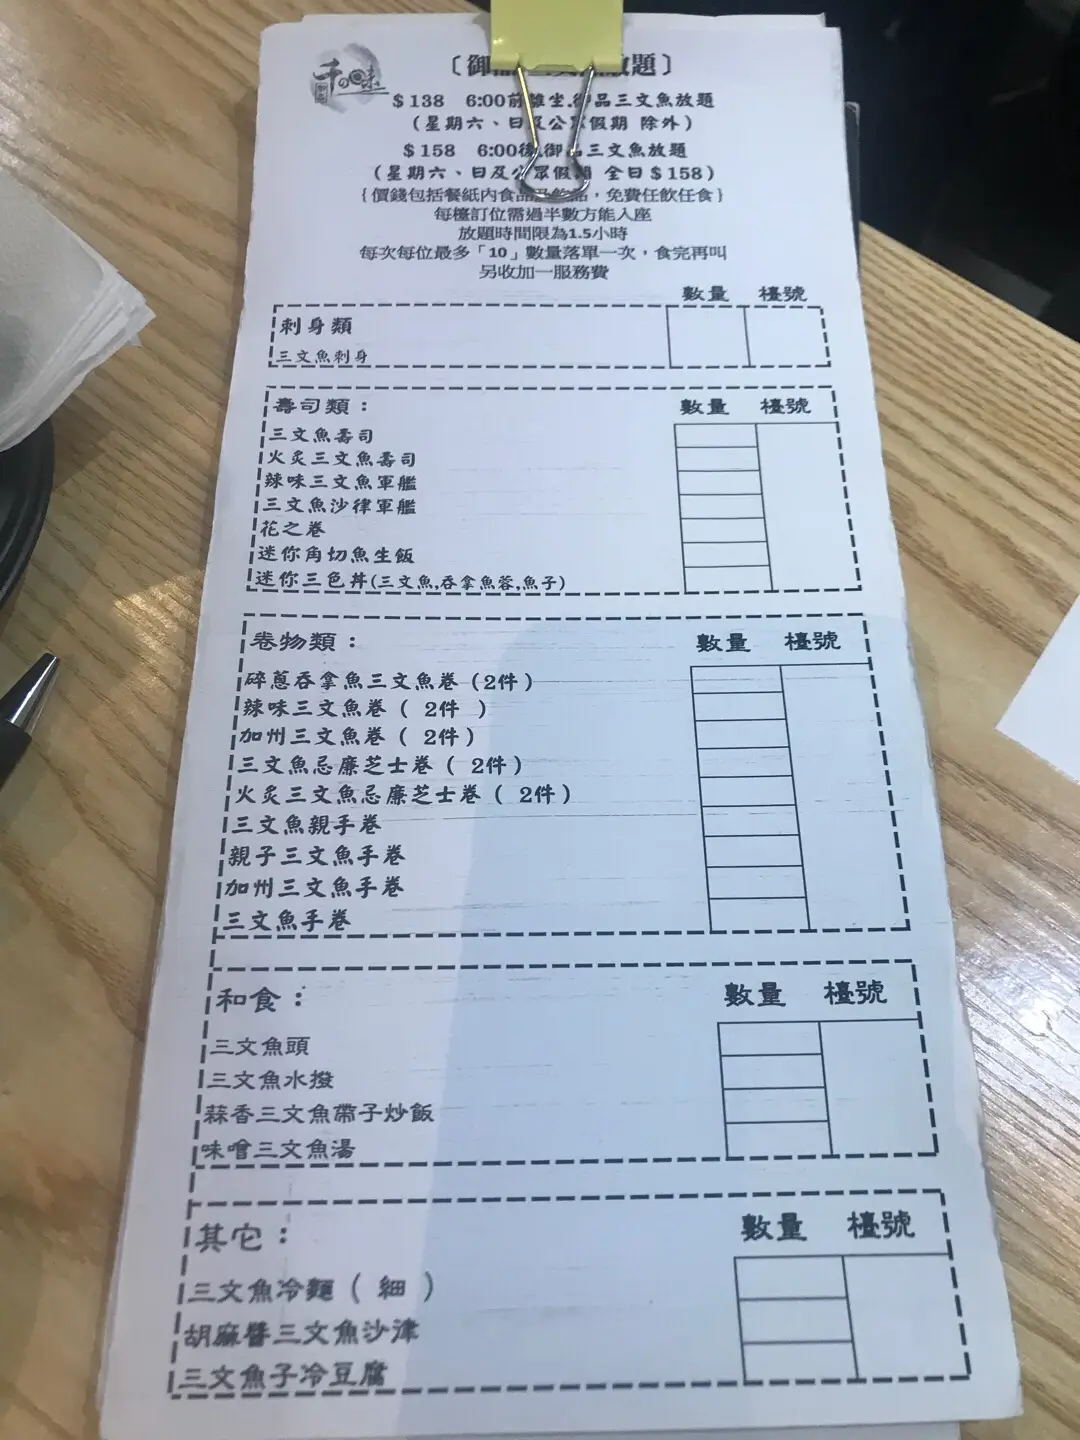 千の味
〔御 放題〕
$138 6:00前離坐,御品三文魚放題
(星期六、日及公眾假期 除外)
$158 6:00後,御品三文魚放題
(星期六、日及公眾假期 全日$158)
{價錢包括餐紙內食品及飲品，免費任飲任食}
每檯訂位需過半數方能入座
放題時間限為1.5小時
每次每位最多「10」數量落單一次，食完再叫
另收加一服務費
數量 檯號
刺身類
三文魚刺身
壽司類： 數量 檯號
三文魚壽司
火炙三文魚壽司
辣味三文魚軍艦
三文魚沙律軍艦
花之卷
迷你角切魚生飯
迷你三色丼(三文魚,吞拿魚蓉,魚子)
卷物類： 數量 檯號
碎蔥吞拿魚三文魚卷(2件)
辣味三文魚卷( 2件 )
加州三文魚卷( 2件)
三文魚忌廉芝士卷( 2件)
火炙三文魚忌廉芝士卷( 2件)
三文魚親手卷
親子三文魚手卷
加州三文魚手卷
三文魚手卷
和食： 數量 檯號
三文魚頭
三文魚水撥
蒜香三文魚帶子炒飯
味噌三文魚湯
其它： 數量 檯號
三文魚冷麵( 細 )
胡麻醬三文魚沙津
三文魚子冷豆腐